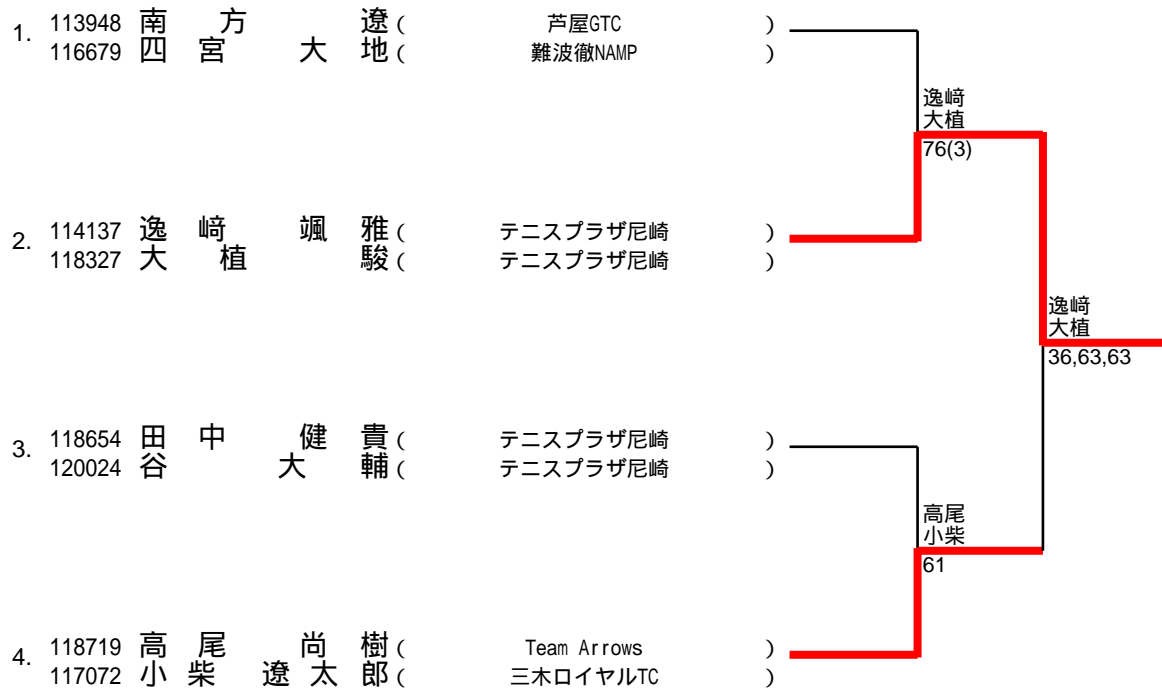 1. 113948 南方 遼 ( 芦屋GTC )
116679 四宮 大地 ( 難波徹NAMP )
逸﨑
大植
76(3)
2. 114137 逸﨑 颯雅 ( テニスプラザ尼崎 )
118327 大植 駿 ( テニスプラザ尼崎 )
逸﨑
大植
36,63,63
3. 118654 田中 健貴 ( テニスプラザ尼崎 )
120024 谷 大輔 ( テニスプラザ尼崎 )
高尾
小柴
61
4. 118719 高尾 尚樹 ( Team Arrows )
117072 小柴 遼太郎 ( 三木ロイヤルTC )